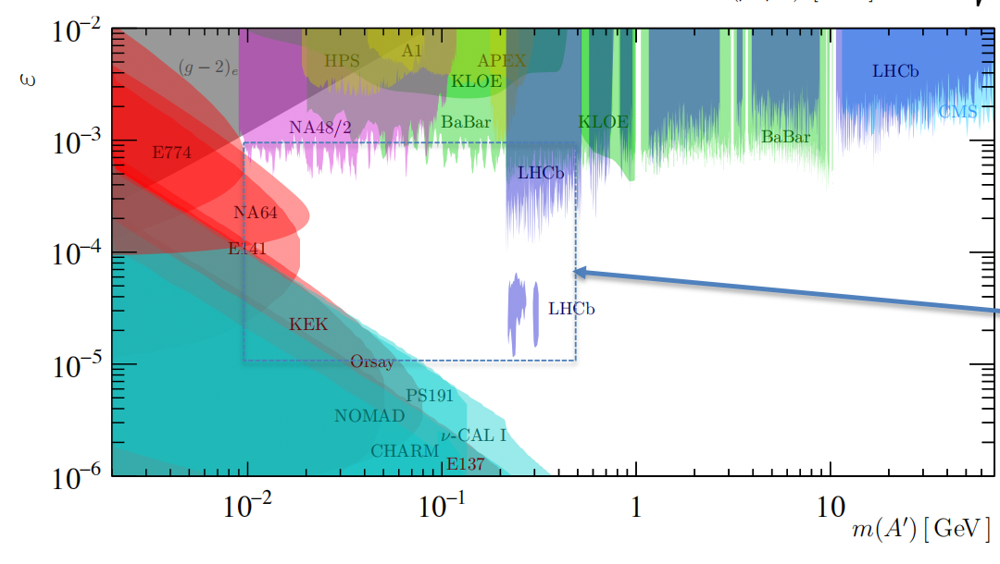 10⁻²
10⁻³
10⁻⁴
10⁻⁵
10⁻⁶
ε
(g − 2)ₑ
HPS
A1
APEX
KLOE
LHCb
CMS
NA48/2
BaBar
KLOE
BaBar
E774
LHCb
NA64
E141
LHCb
KEK
Orsay
PS191
NOMAD
ν-CAL I
CHARM
E137
10⁻²
10⁻¹
1
10
m(A′) [ GeV ]